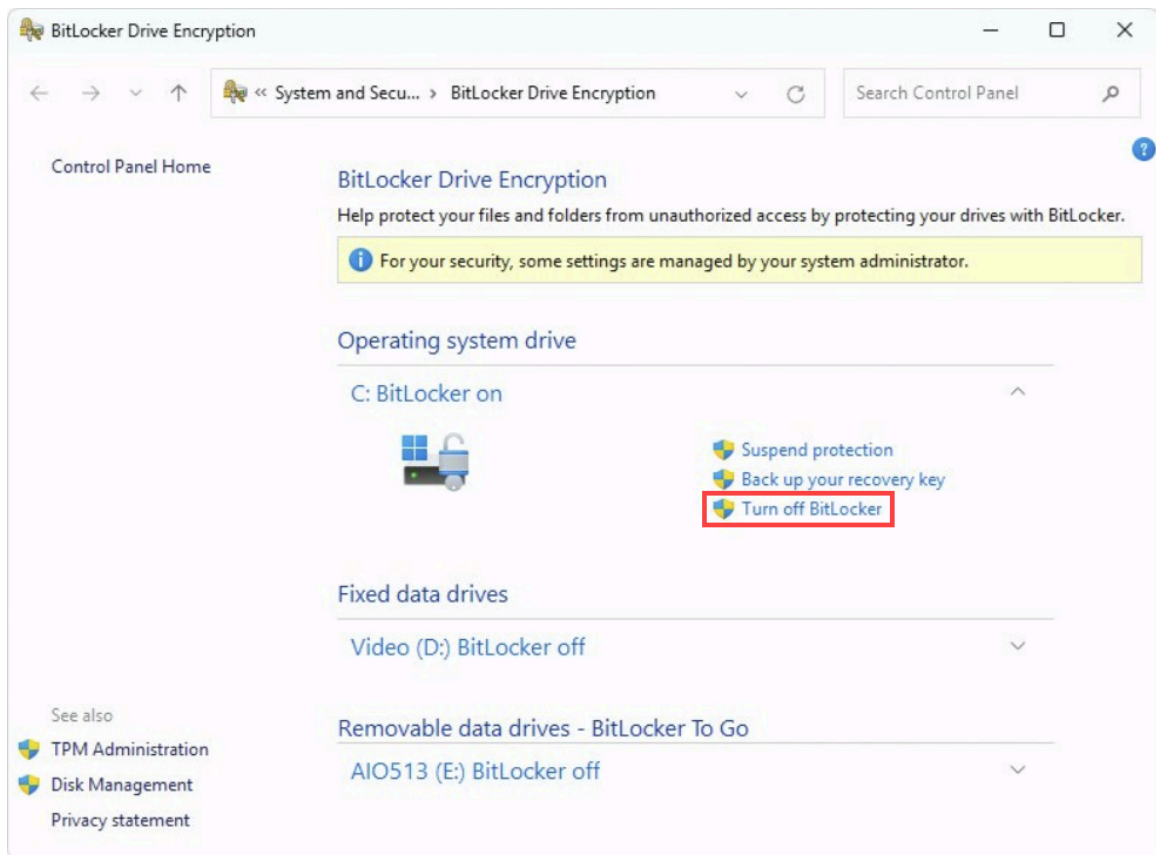 BitLocker Drive Encryption
« System and Secu... › BitLocker Drive Encryption
Search Control Panel
Control Panel Home
BitLocker Drive Encryption
Help protect your files and folders from unauthorized access by protecting your drives with BitLocker.
For your security, some settings are managed by your system administrator.
Operating system drive
C: BitLocker on
Suspend protection
Back up your recovery key
Turn off BitLocker
Fixed data drives
Video (D:) BitLocker off
Removable data drives - BitLocker To Go
AIO513 (E:) BitLocker off
See also
TPM Administration
Disk Management
Privacy statement